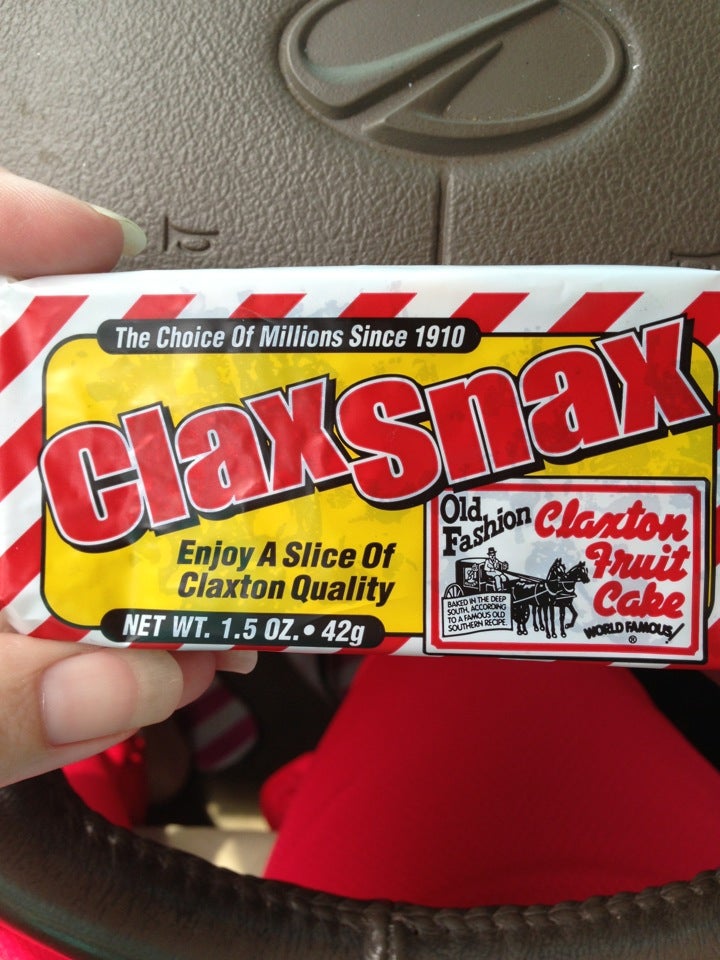 The Choice Of Millions Since 1910
ClaxSnax
Enjoy A Slice Of
Claxton Quality
NET WT. 1.5 OZ. • 42g
Old
Fashion
Claxton
Fruit
Cake
WORLD FAMOUS
®
BAKED IN THE DEEP
SOUTH, ACCORDING
TO A FAMOUS OLD
SOUTHERN RECIPE.